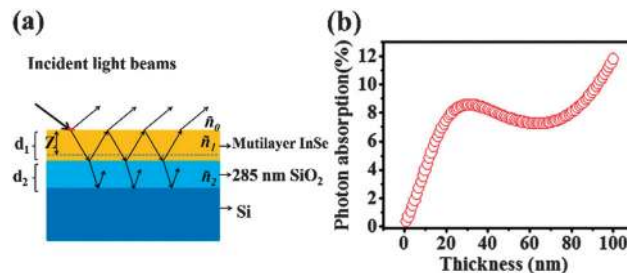 (a)
Incident light beams
ñ0
d1
Z
ñ1
Mutilayer InSe
d2
ñ2
285 nm SiO2
Si
(b)
Photon absorption(%)
12
10
8
6
4
2
0
0 20 40 60 80 100
Thickness (nm)